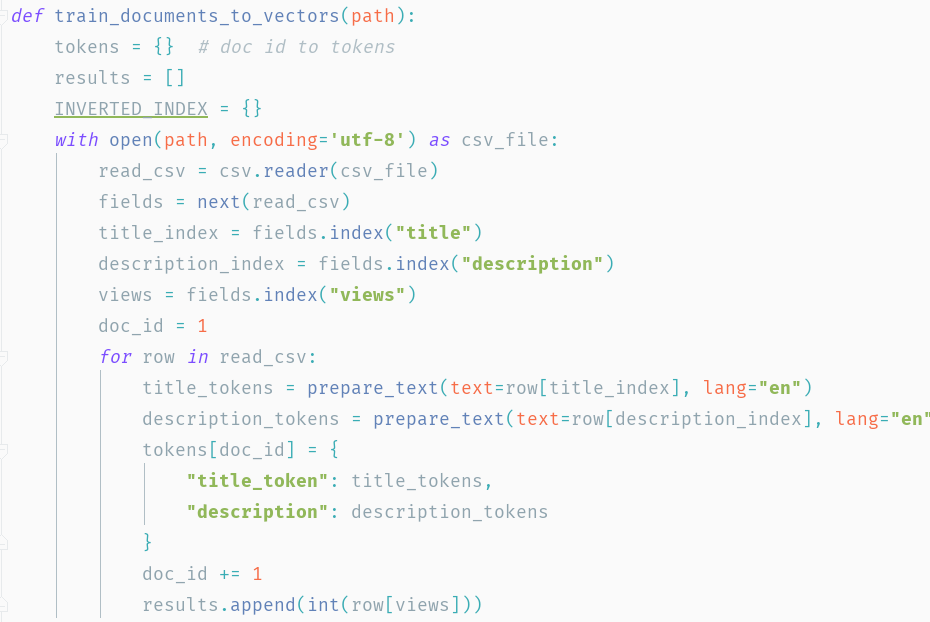 def train_documents_to_vectors(path):
    tokens = {}  # doc id to tokens
    results = []
    INVERTED_INDEX = {}
    with open(path, encoding='utf-8') as csv_file:
        read_csv = csv.reader(csv_file)
        fields = next(read_csv)
        title_index = fields.index("title")
        description_index = fields.index("description")
        views = fields.index("views")
        doc_id = 1
        for row in read_csv:
            title_tokens = prepare_text(text=row[title_index], lang="en")
            description_tokens = prepare_text(text=row[description_index], lang="en"
            tokens[doc_id] = {
                "title_token": title_tokens,
                "description": description_tokens
            }
            doc_id += 1
            results.append(int(row[views]))